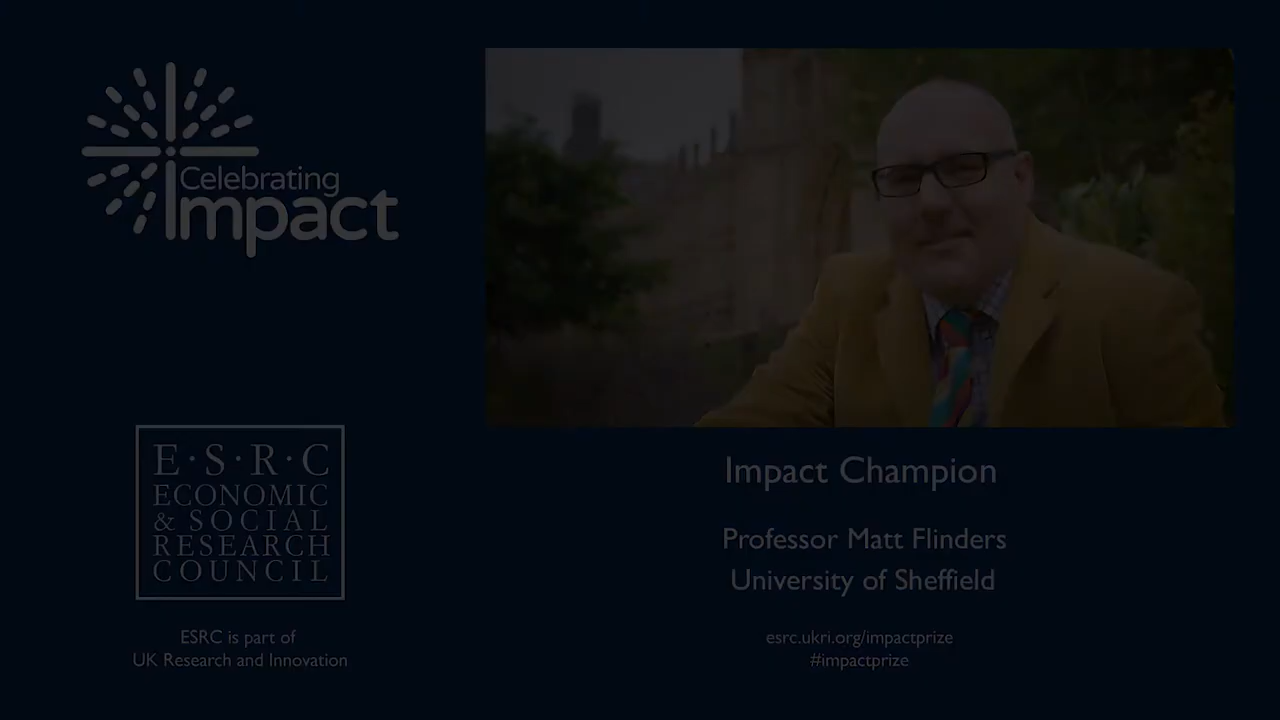 Celebrating
Impact
E·S·R·C
ECONOMIC
& SOCIAL
RESEARCH
COUNCIL
ESRC is part of
UK Research and Innovation
Impact Champion
Professor Matt Flinders
University of Sheffield
esrc.ukri.org/impactprize
#impactprize